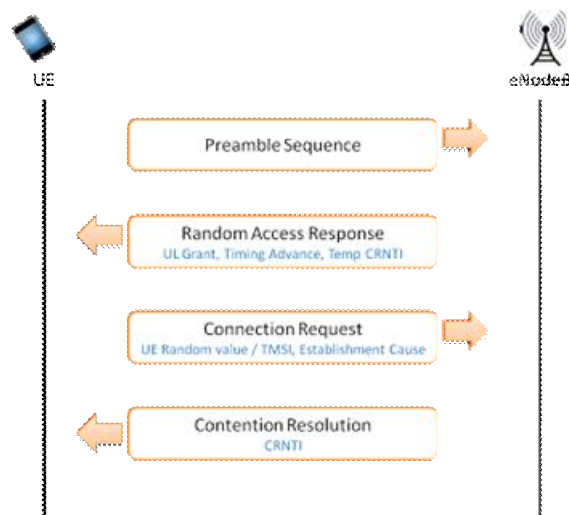 UE
eNodeB
Preamble Sequence
Random Access Response
UL Grant, Timing Advance, Temp CRNTI
Connection Request
UE Random value / TMSI, Establishment Cause
Contention Resolution
CRNTI